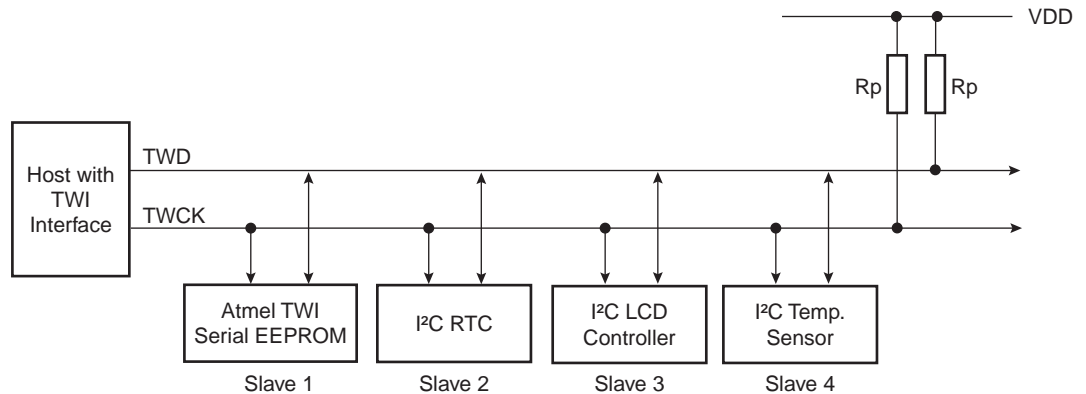 VDD
Rp
Rp
Host with
TWI
Interface
TWD
TWCK
Atmel TWI
Serial EEPROM
I²C RTC
I²C LCD
Controller
I²C Temp.
Sensor
Slave 1
Slave 2
Slave 3
Slave 4